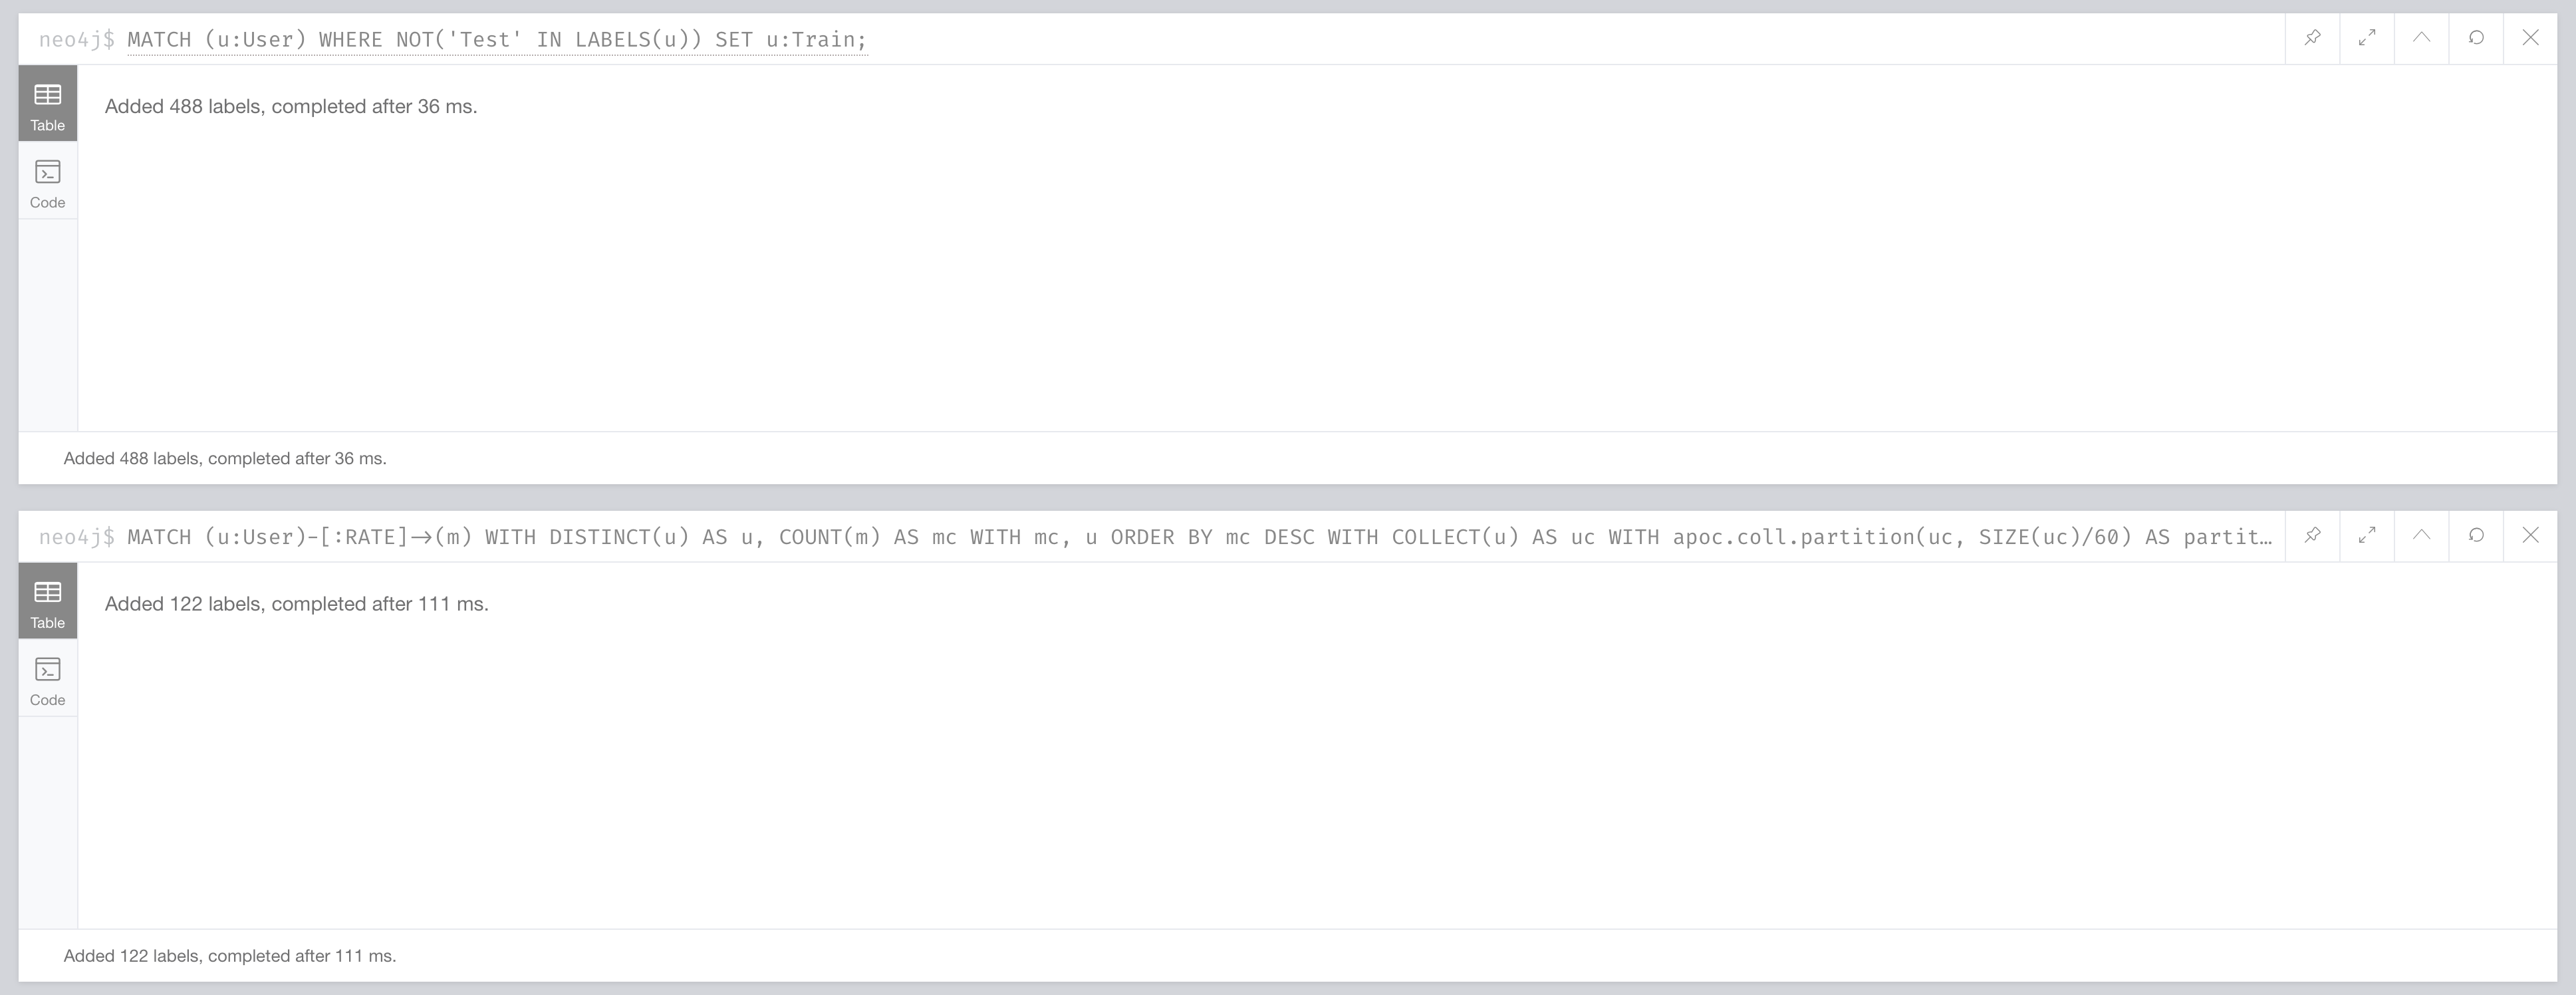 neo4j$ MATCH (u:User) WHERE NOT('Test' IN LABELS(u)) SET u:Train;
Table
Added 488 labels, completed after 36 ms.
Code
Added 488 labels, completed after 36 ms.
neo4j$ MATCH (u:User)-[:RATE]→(m) WITH DISTINCT(u) AS u, COUNT(m) AS mc WITH mc, u ORDER BY mc DESC WITH COLLECT(u) AS uc WITH apoc.coll.partition(uc, SIZE(uc)/60) AS partit…
Table
Added 122 labels, completed after 111 ms.
Code
Added 122 labels, completed after 111 ms.